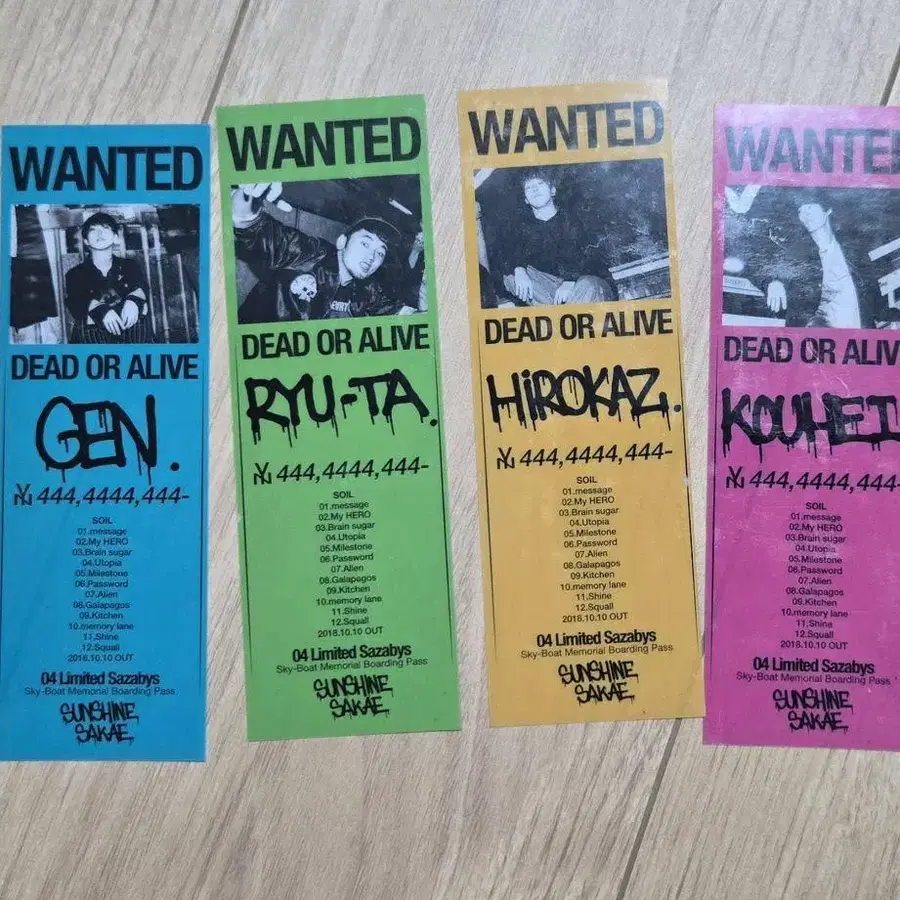 WANTED
DEAD OR ALIVE
GEN.
444,4444,444-
SOIL
01.message
02.My HERO
03.Brain sugar
04.Utopia
05.Milestone
06.Password
07.Alien
08.Galapagos
09.Kitchen
10.memory lane
11.Shine
12.Squall
2018.10.10 OUT
04 Limited Sazabys
Sky-Boat Memorial Boarding Pass
SUNSHINE
SAKAE
WANTED
DEAD OR ALIVE
RYU-TA.
444,4444,444-
SOIL
01.message
02.My HERO
03.Brain sugar
04.Utopia
05.Milestone
06.Password
07.Alien
08.Galapagos
09.Kitchen
10.memory lane
11.Shine
12.Squall
2018.10.10 OUT
04 Limited Sazabys
Sky-Boat Memorial Boarding Pass
SUNSHINE
SAKAE
WANTED
DEAD OR ALIVE
HiROKAZ.
444,4444,444-
SOIL
01.message
02.My HERO
03.Brain sugar
04.Utopia
05.Milestone
06.Password
07.Alien
08.Galapagos
09.Kitchen
10.memory lane
11.Shine
12.Squall
2018.10.10 OUT
04 Limited Sazabys
Sky-Boat Memorial Boarding Pass
SUNSHINE
SAKAE
WANTE
DEAD OR ALIV
KOUHEI
444,4444,444-
SOIL
01.message
02.My HERO
03.Brain sugar
04.Utopia
05.Milestone
06.Password
07.Alien
08.Galapagos
09.Kitchen
10.memory lane
11.Shine
12.Squall
2018.10.10 OUT
04 Limited Sazabys
Sky-Boat Memorial Boarding Pass
SUNSHINE
SAKAE